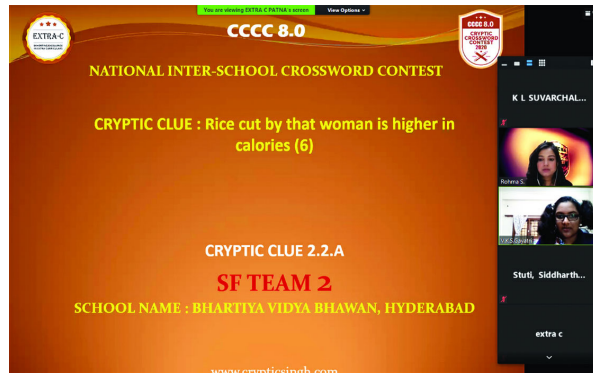 You are viewing EXTRA C PATNA's screen
View Options
EXTRA-C
CCCC 8.0
CCCC 8.0
CRYPTIC
CROSSWORD
CONTEST
2020
NATIONAL INTER-SCHOOL CROSSWORD CONTEST
CRYPTIC CLUE : Rice cut by that woman is higher in
calories (6)
CRYPTIC CLUE 2.2.A
SF TEAM 2
SCHOOL NAME : BHARTIYA VIDYA BHAWAN, HYDERABAD
www.crypticsingh.com
K L SUVARCHAL...
Rohma S.
V.K.S.Gayatri
Stuti, Siddharth...
extra c